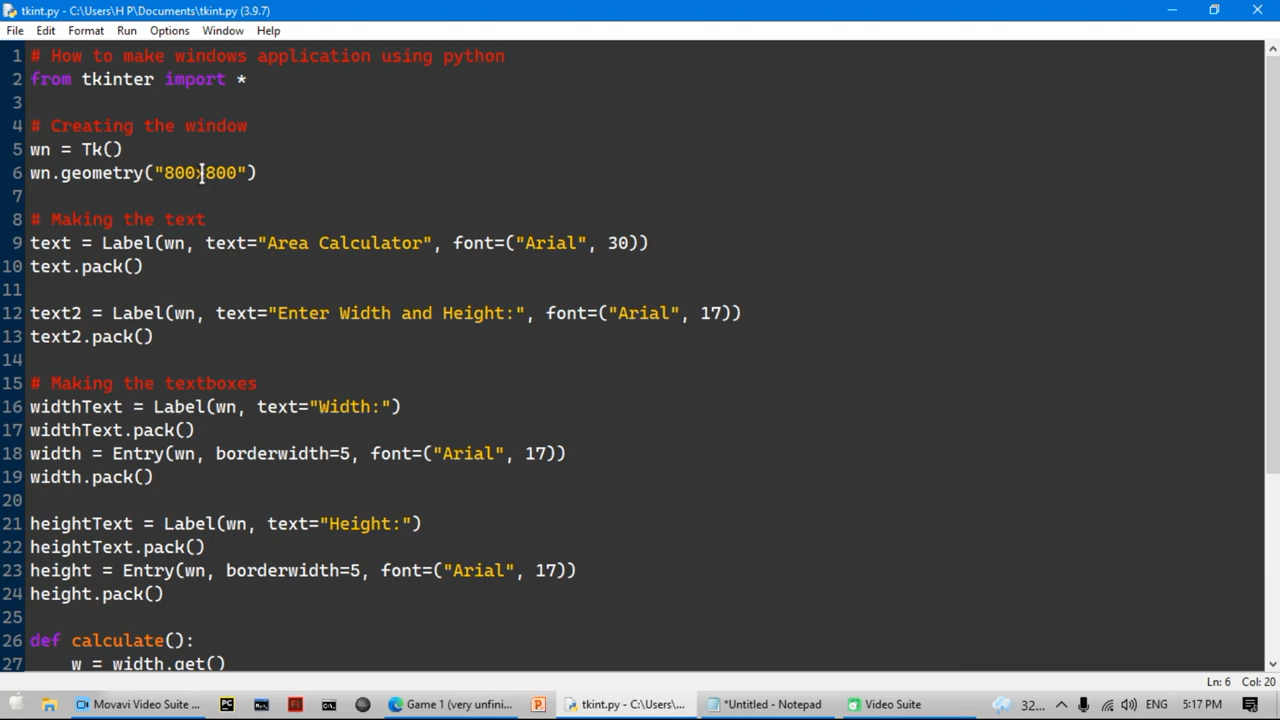 tkint.py - C:\Users\H P\Documents\tkint.py (3.9.7)
File Edit Format Run Options Window Help
1 # How to make windows application using python
2 from tkinter import *
3
4 # Creating the window
5 wn = Tk()
6 wn.geometry("800x800")
7
8 # Making the text
9 text = Label(wn, text="Area Calculator", font=("Arial", 30))
10 text.pack()
11
12 text2 = Label(wn, text="Enter Width and Height:", font=("Arial", 17))
13 text2.pack()
14
15 # Making the textboxes
16 widthText = Label(wn, text="Width:")
17 widthText.pack()
18 width = Entry(wn, borderwidth=5, font=("Arial", 17))
19 width.pack()
20
21 heightText = Label(wn, text="Height:")
22 heightText.pack()
23 height = Entry(wn, borderwidth=5, font=("Arial", 17))
24 height.pack()
25
26 def calculate():
27 w = width.get()
Ln: 6 Col: 20
Movavi Video Suite ... PC Game 1 (very unfini... P tkint.py - C:\Users\... *Untitled - Notepad Video Suite 32... ENG 5:17 PM